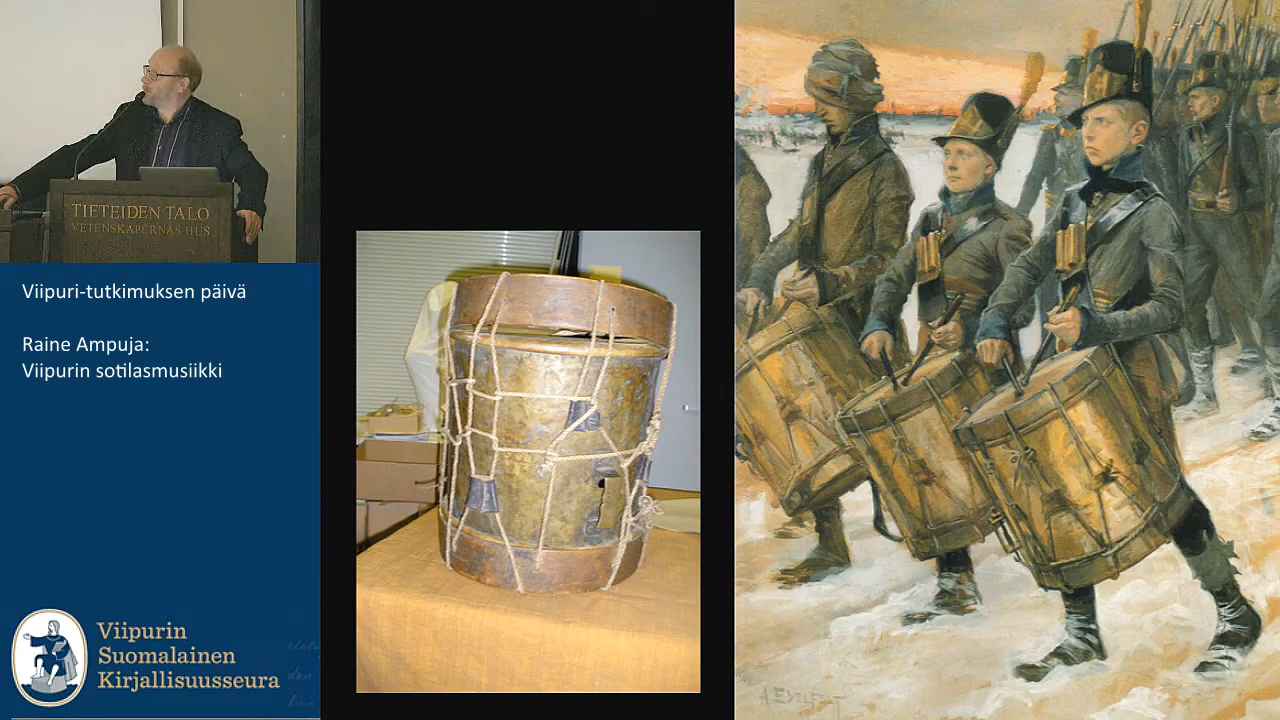 TIETEIDEN TALO
VETENSKAPERNAS HUS
Viipuri-tutkimuksen päivä
Raine Ampuja:
Viipurin sotilasmusiikki
Viipurin
Suomalainen
Kirjallisuusseura
A. EDELFELT